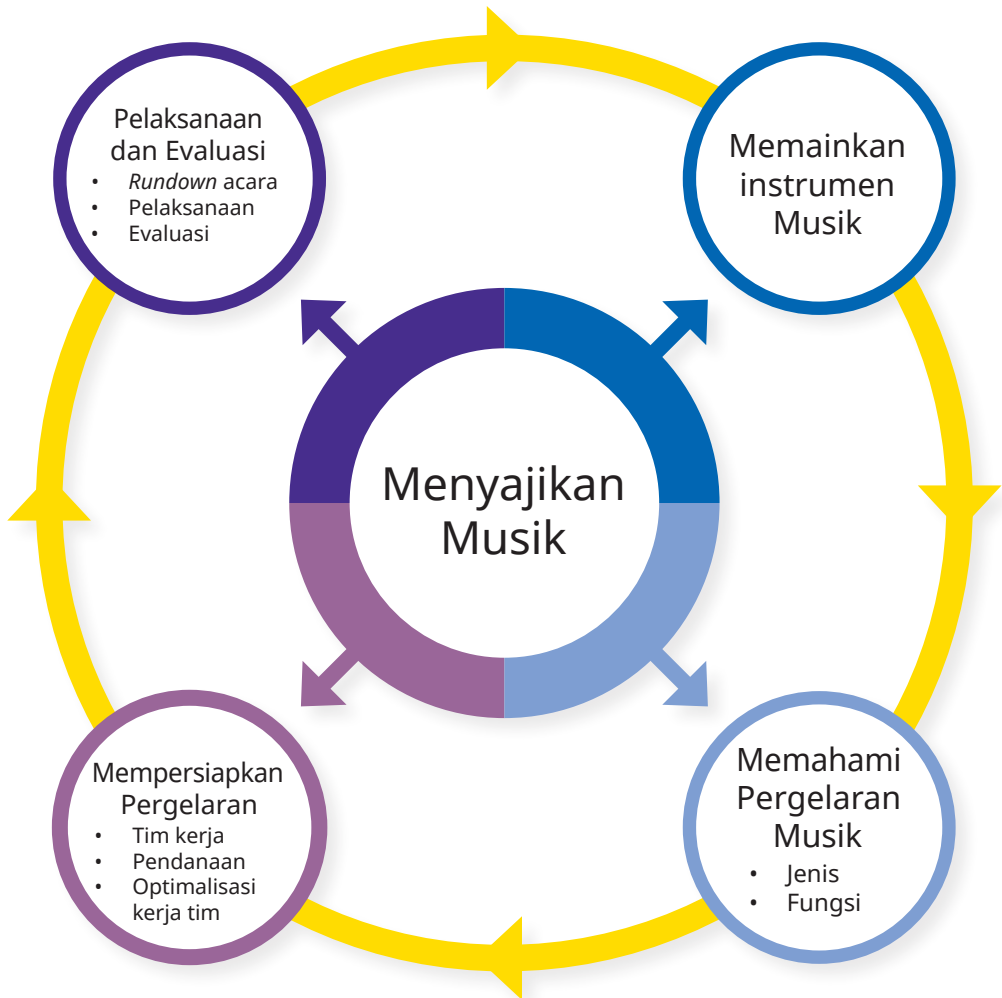 Pelaksanaan
dan Evaluasi
• Rundown acara
• Pelaksanaan
• Evaluasi
Memainkan
instrumen
Musik
Menyajikan
Musik
Mempersiapkan
Pergelaran
• Tim kerja
• Pendanaan
• Optimalisasi
kerja tim
Memahami
Pergelaran
Musik
• Jenis
• Fungsi